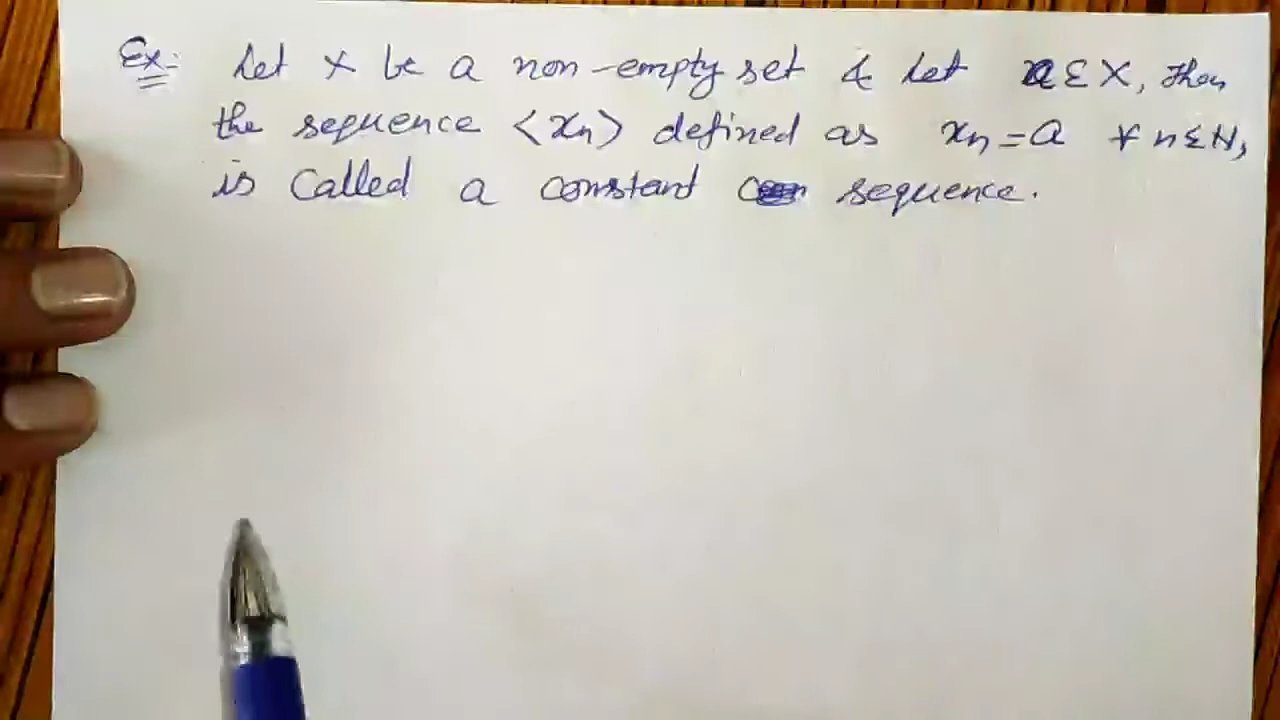 Ex:- Let X be a non-empty set & let a ∈ X, then
the sequence <xn> defined as xn = a ∀ n ∈ N,
is called a constant sequence.